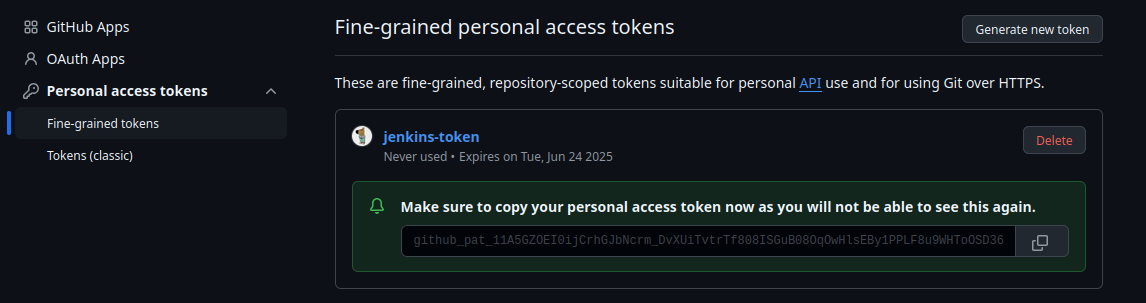 GitHub Apps
OAuth Apps
Personal access tokens
Fine-grained tokens
Tokens (classic)
Fine-grained personal access tokens
Generate new token
These are fine-grained, repository-scoped tokens suitable for personal API use and for using Git over HTTPS.
jenkins-token
Delete
Never used • Expires on Tue, Jun 24 2025
Make sure to copy your personal access token now as you will not be able to see this again.
github_pat_11A5GZOEI0ijCrhGJbNcrm_DvXUiTvtrTf808ISGuB08OqOwHlsEBy1PPLF8u9WHToOSD36